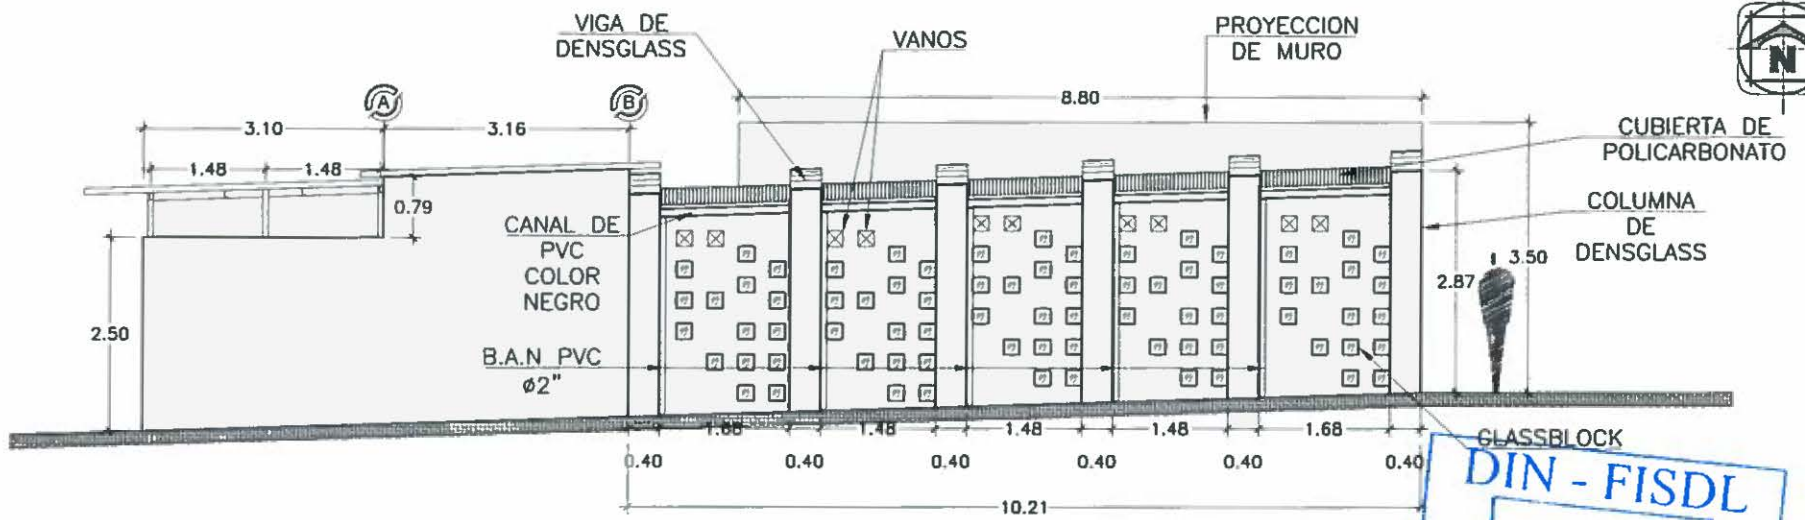 VIGA DE
DENSGLASS
VANOS
PROYECCION
DE MURO
N
A
B
8.80
3.10
3.16
CUBIERTA DE
POLICARBONATO
1.48
1.48
0.79
CANAL DE
PVC
COLOR
NEGRO
COLUMNA
DE
DENSGLASS
3.50
2.87
2.50
B.A.N PVC
ø2"
1.48
1.48
1.48
1.68
GLASSBLOCK
0.40
0.40
0.40
0.40
0.40
0.40
10.21
DIN - FISDL